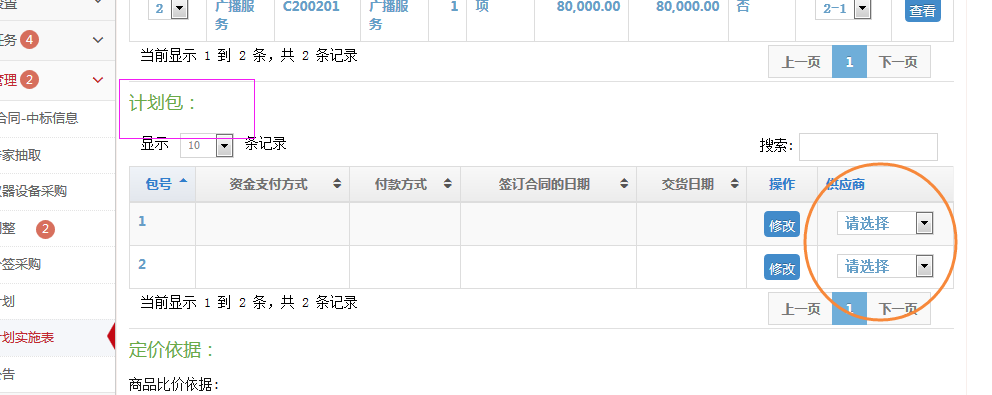 置
2 广播服务 C200201 广播服务 1 项 80,000.00 80,000.00 否 2-1 查看
任务 4
当前显示 1 到 2 条，共 2 条记录
上一页 1 下一页
管理 2
计划包：
合同-中标信息
显示 10 条记录 搜索:
家抽取
包号 资金支付方式 付款方式 签订合同的日期 交货日期 操作 供应商
仪器设备采购
1 修改 请选择
调整 2
2 修改 请选择
签采购
计划
当前显示 1 到 2 条，共 2 条记录
上一页 1 下一页
计划实施表
定价依据：
公告
商品比价依据: